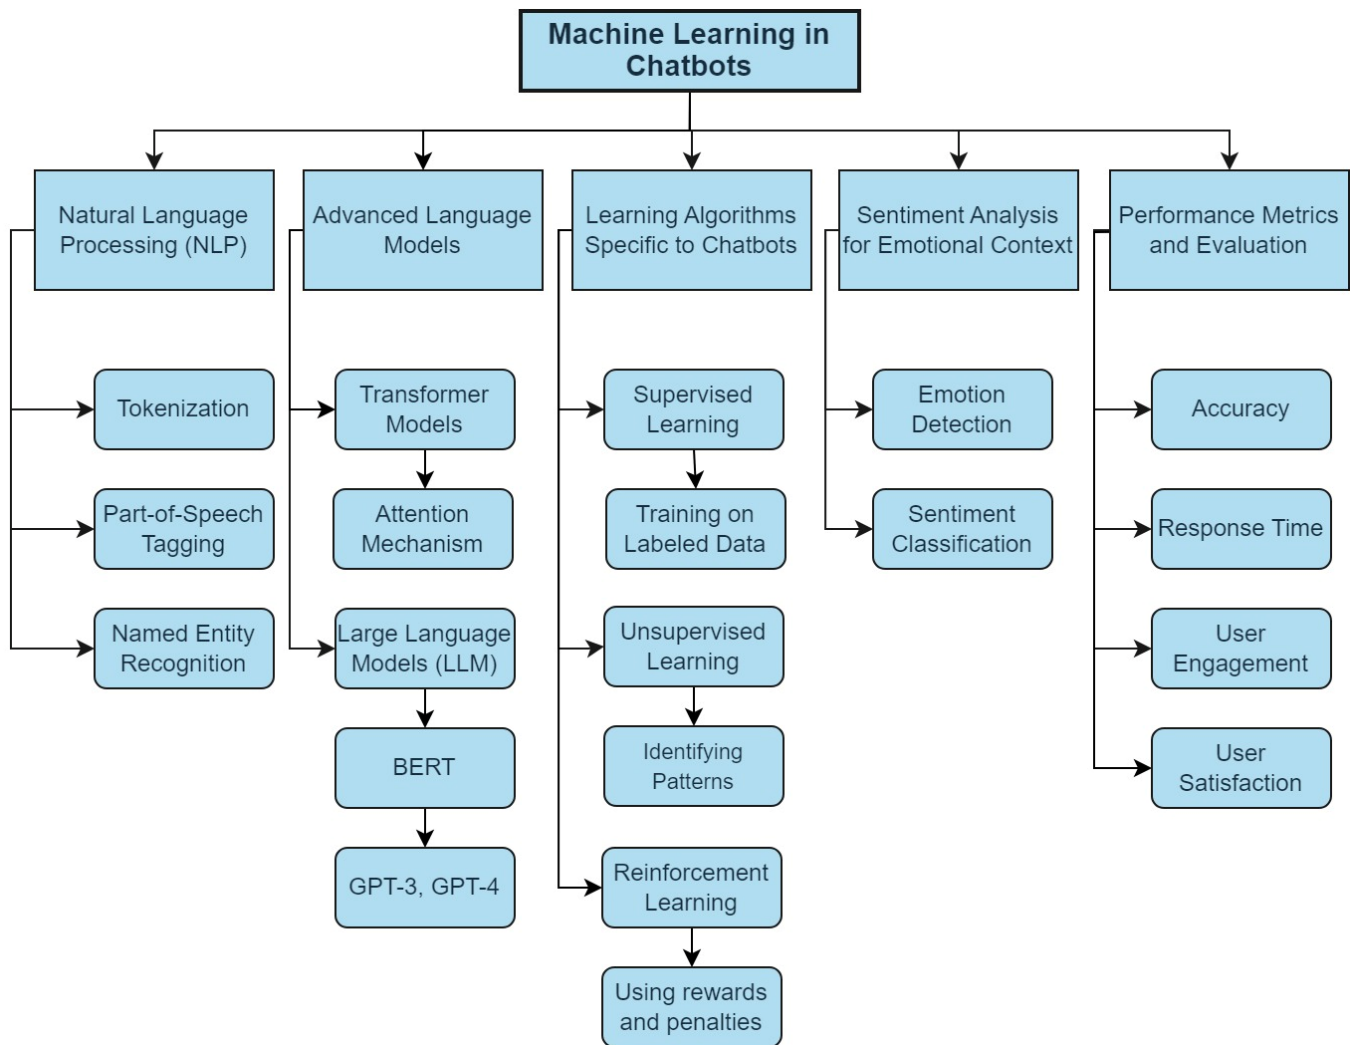 Machine Learning in
Chatbots
Natural Language
Processing (NLP)
Advanced Language
Models
Learning Algorithms
Specific to Chatbots
Sentiment Analysis
for Emotional Context
Performance Metrics
and Evaluation
Tokenization
Part-of-Speech
Tagging
Named Entity
Recognition
Transformer
Models
Attention
Mechanism
Large Language
Models (LLM)
BERT
GPT-3, GPT-4
Supervised
Learning
Training on
Labeled Data
Unsupervised
Learning
Identifying
Patterns
Reinforcement
Learning
Using rewards
and penalties
Emotion
Detection
Sentiment
Classification
Accuracy
Response Time
User
Engagement
User
Satisfaction